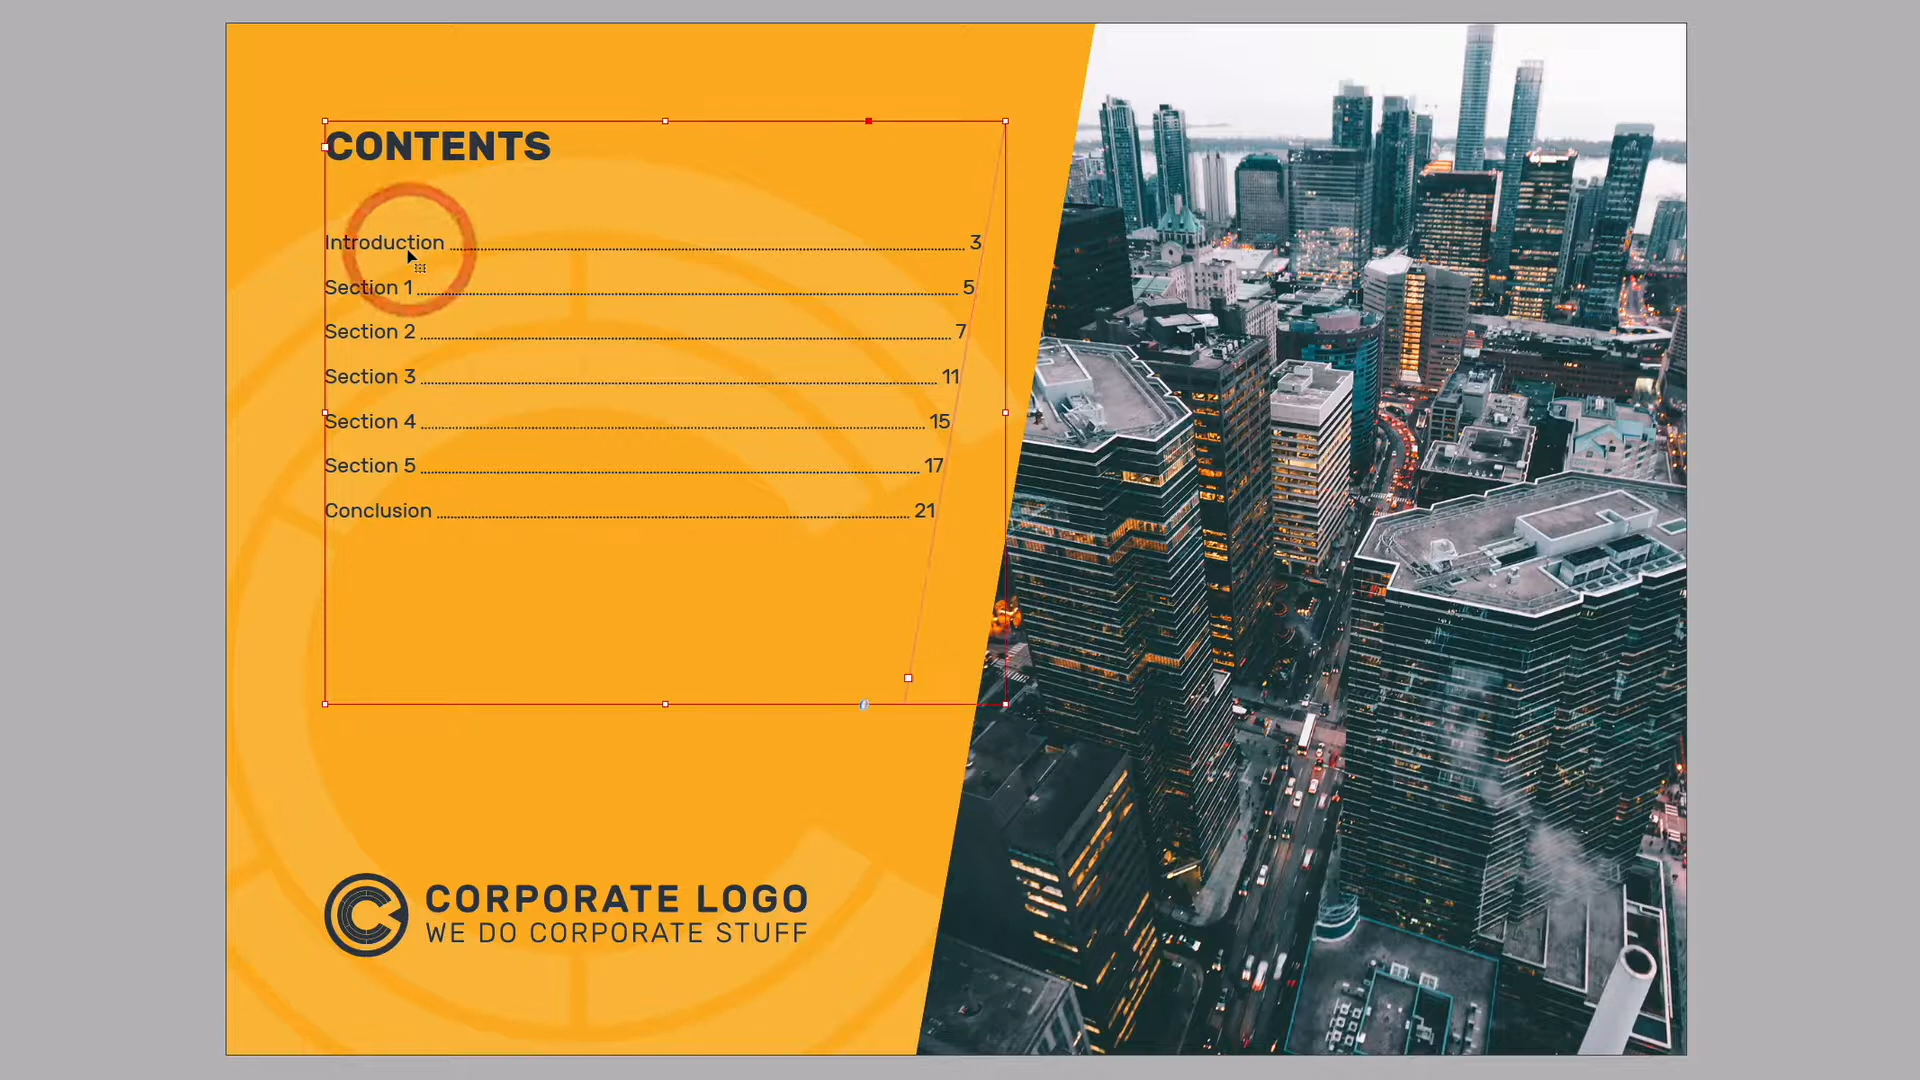 CONTENTS
Introduction ........................ 3
Section 1 ........................ 5
Section 2 ........................ 7
Section 3 ........................ 11
Section 4 ........................ 15
Section 5 ........................ 17
Conclusion ........................ 21
CORPORATE LOGO
WE DO CORPORATE STUFF